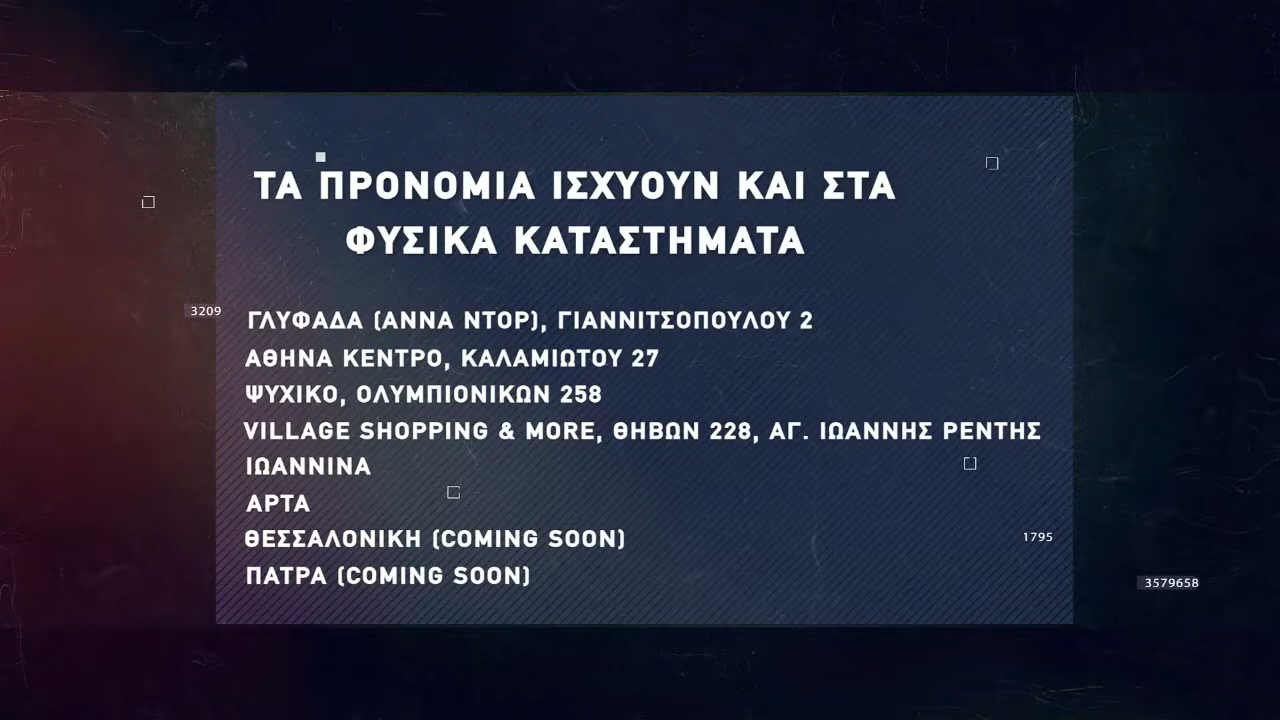 ΤΑ ΠΡΟΝΟΜΙΑ ΙΣΧΥΟΥΝ ΚΑΙ ΣΤΑ
ΦΥΣΙΚΑ ΚΑΤΑΣΤΗΜΑΤΑ
3209
ΓΛΥΦΑΔΑ (ΑΝΝΑ ΝΤΟΡ), ΓΙΑΝΝΙΤΣΟΠΟΥΛΟΥ 2
ΑΘΗΝΑ ΚΕΝΤΡΟ, ΚΑΛΑΜΙΩΤΟΥ 27
ΨΥΧΙΚΟ, ΟΛΥΜΠΙΟΝΙΚΩΝ 258
VILLAGE SHOPPING & MORE, ΘΗΒΩΝ 228, ΑΓ. ΙΩΑΝΝΗΣ ΡΕΝΤΗΣ
ΙΩΑΝΝΙΝΑ
ΑΡΤΑ
ΘΕΣΣΑΛΟΝΙΚΗ (COMING SOON)
1795
ΠΑΤΡΑ (COMING SOON)
3579658